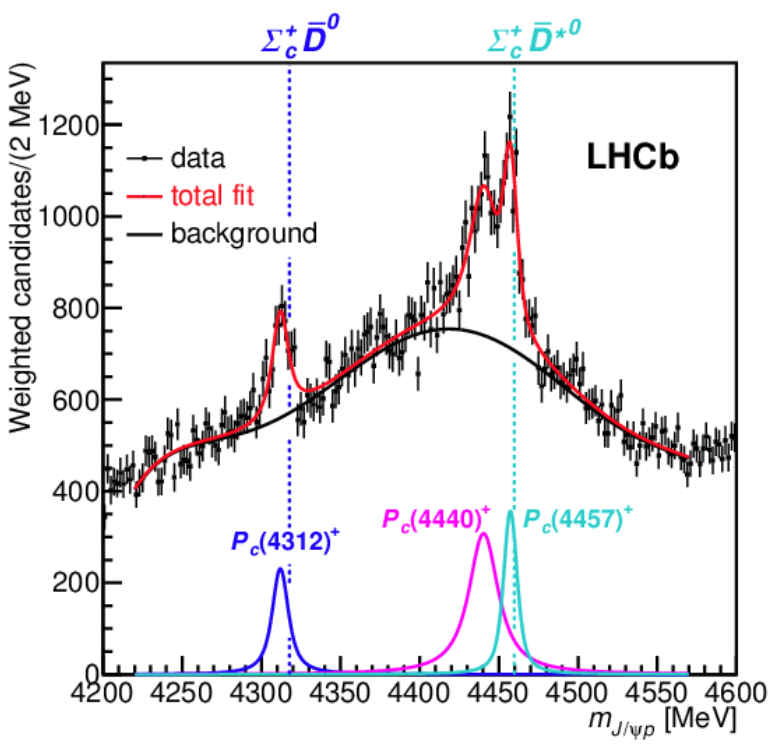 Σc+ D̄0 Σc+ D̄*0
Weighted candidates/(2 MeV)
1200
1000
800
600
400
200
0
data
total fit
background
LHCb
Pc(4312)+
Pc(4440)+ Pc(4457)+
4200 4250 4300 4350 4400 4450 4500 4550 4600
mJ/ψp [MeV]